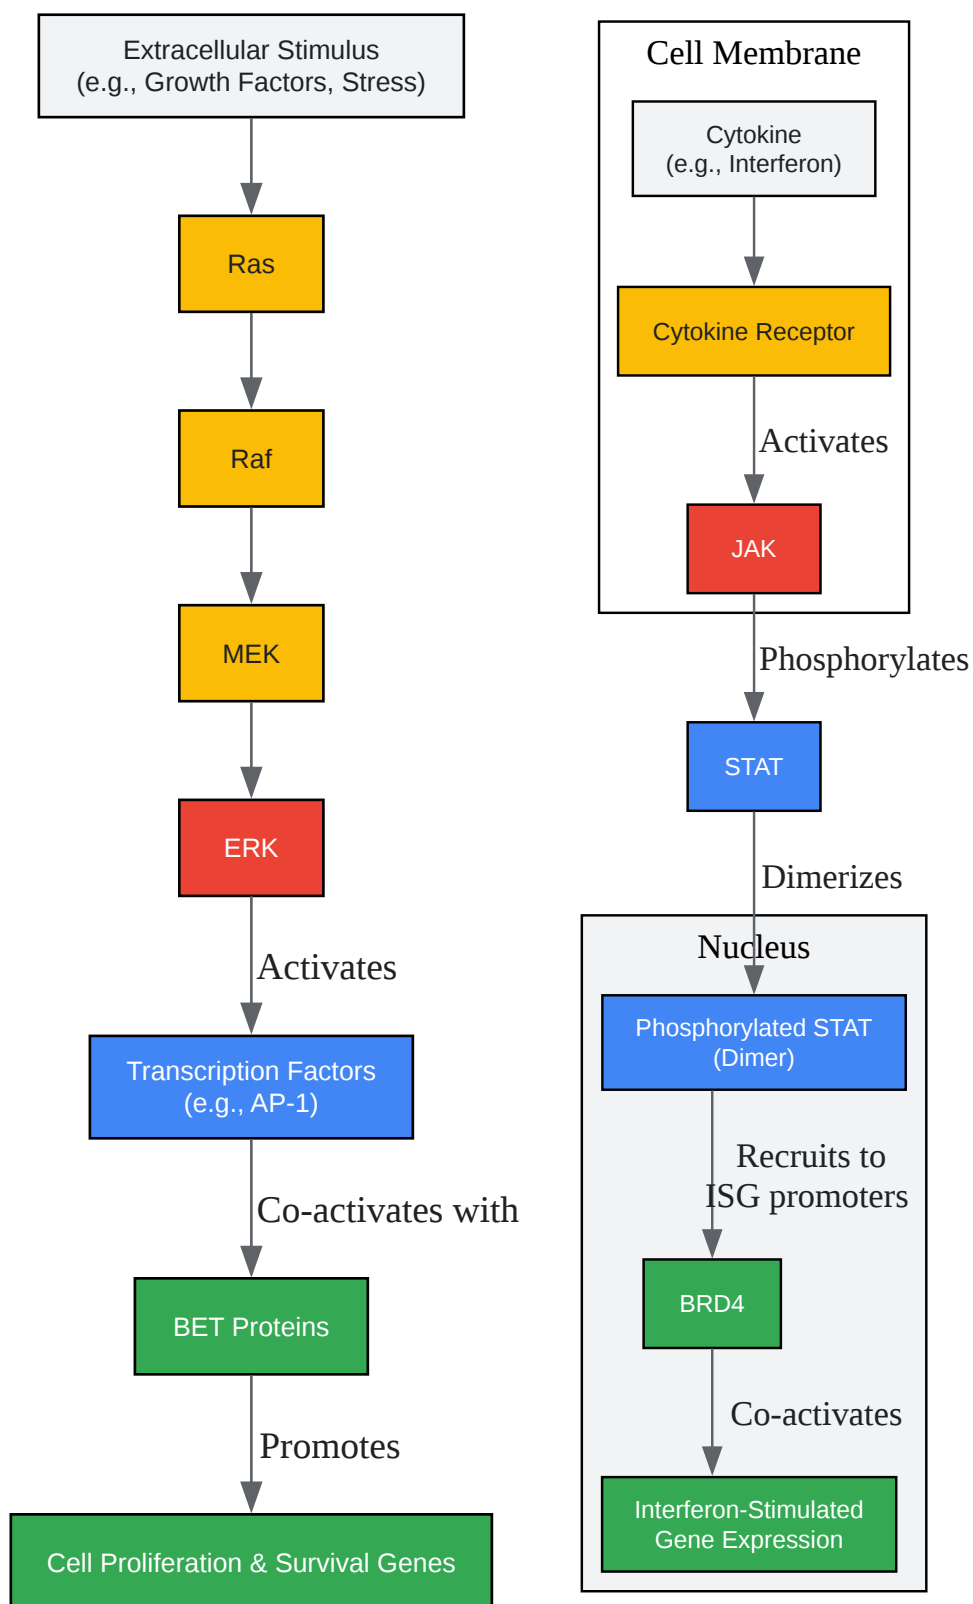 Extracellular Stimulus
(e.g., Growth Factors, Stress)
Ras
Raf
MEK
ERK
Activates
Transcription Factors
(e.g., AP-1)
Co-activates with
BET Proteins
Promotes
Cell Proliferation & Survival Genes
Cell Membrane
Cytokine
(e.g., Interferon)
Cytokine Receptor
Activates
JAK
Phosphorylates
STAT
Dimerizes
Nucleus
Phosphorylated STAT
(Dimer)
Recruits to
ISG promoters
BRD4
Co-activates
Interferon-Stimulated
Gene Expression